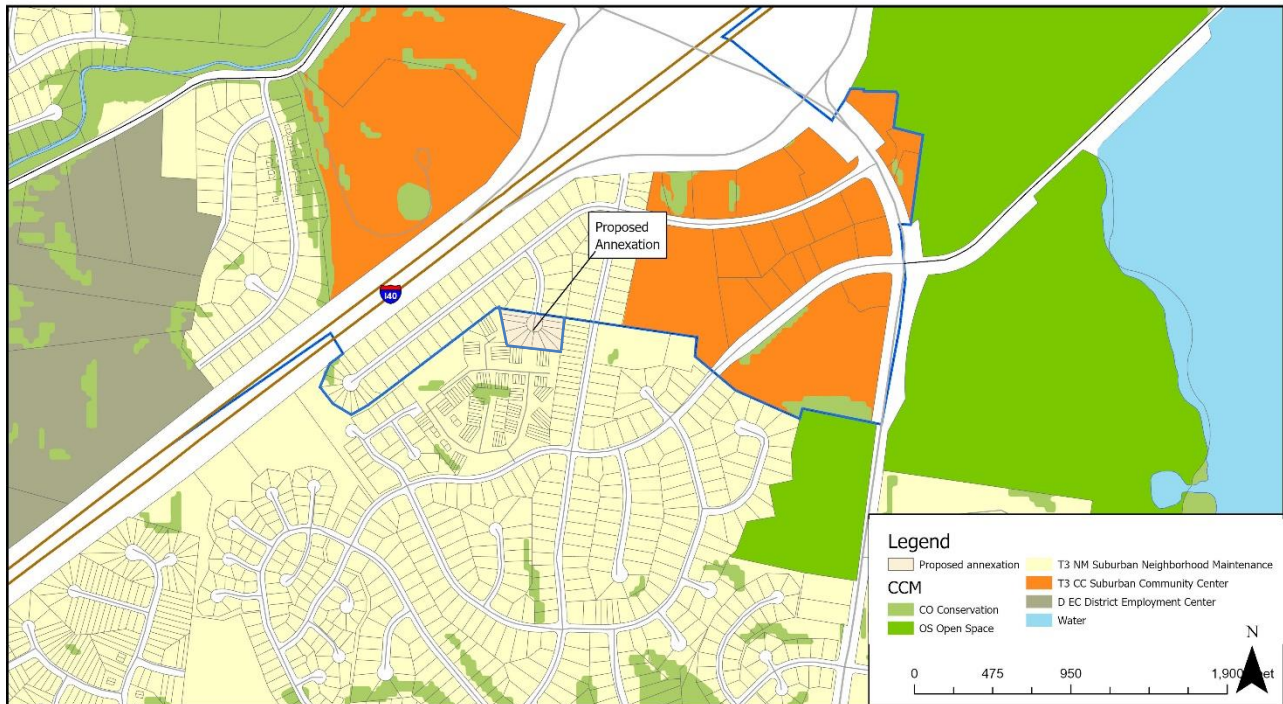 Proposed
Annexation
I40
Legend
Proposed annexation
CCM
CO Conservation
OS Open Space
T3 NM Suburban Neighborhood Maintenance
T3 CC Suburban Community Center
D EC District Employment Center
Water
N
0 475 950 1,900